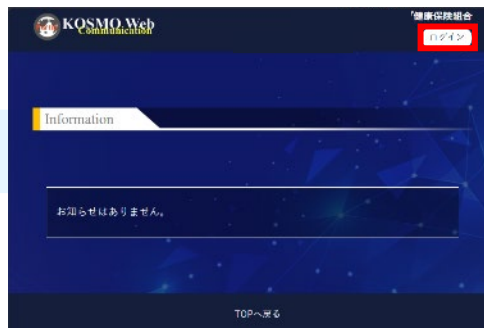 KOSMO Web
Communication
健康保険組合
ログイン
Information
お知らせはありません。
TOPへ戻る